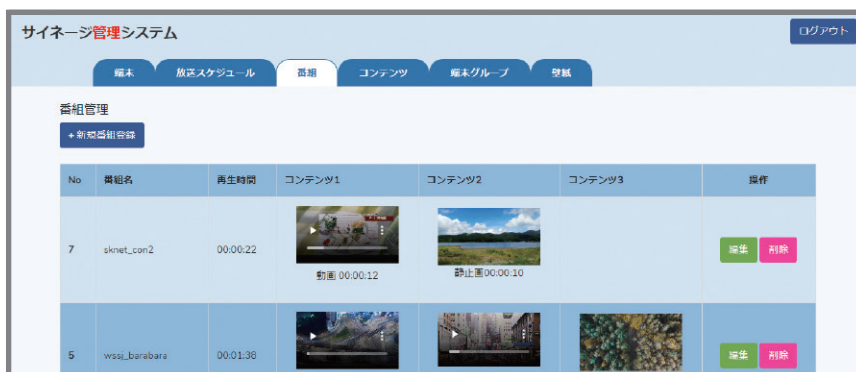 サイネージ管理システム
ログアウト
端末 放送スケジュール 番組 コンテンツ 端末グループ 壁紙
番組管理
+新規番組登録
No 番組名 再生時間 コンテンツ1 コンテンツ2 コンテンツ3 操作
7 sknet_con2 00:00:22 編集 削除
動画 00:00:12 静止画00:00:10
5 wssj_barabara 00:01:38 編集 削除